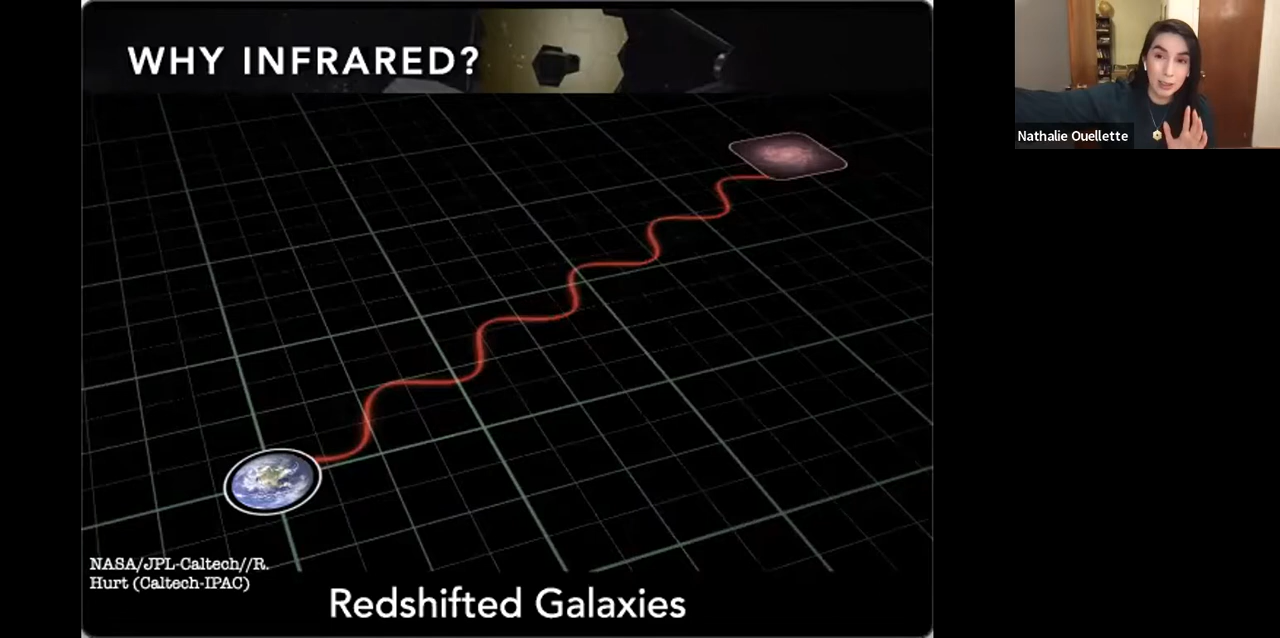 WHY INFRARED?
Nathalie Ouellette
NASA/JPL-Caltech//R.
Hurt (Caltech-IPAC)
Redshifted Galaxies